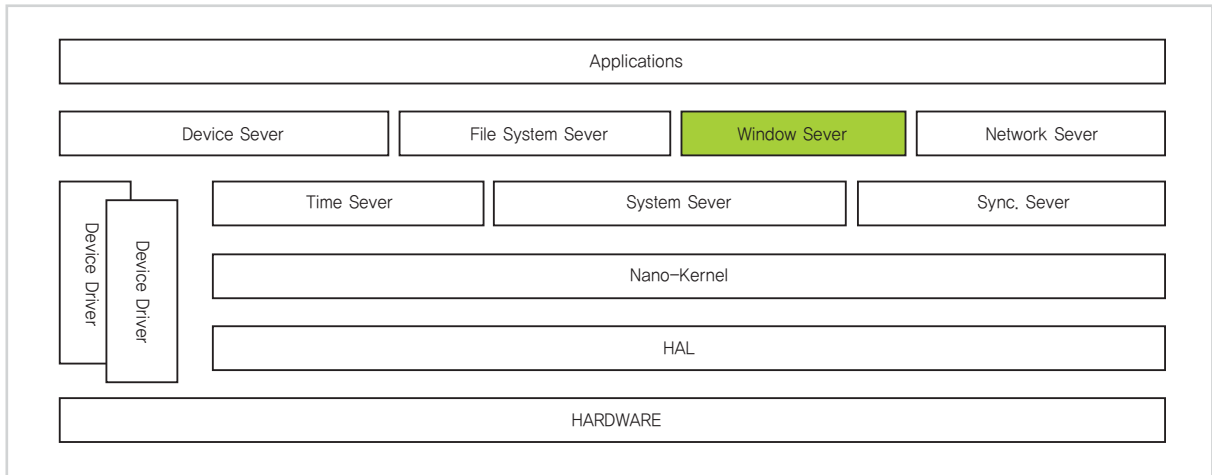 Applications
Device Sever
File System Sever
Window Sever
Network Sever
Time Sever
System Sever
Sync. Sever
Device Driver
Device Driver
Nano-Kernel
HAL
HARDWARE